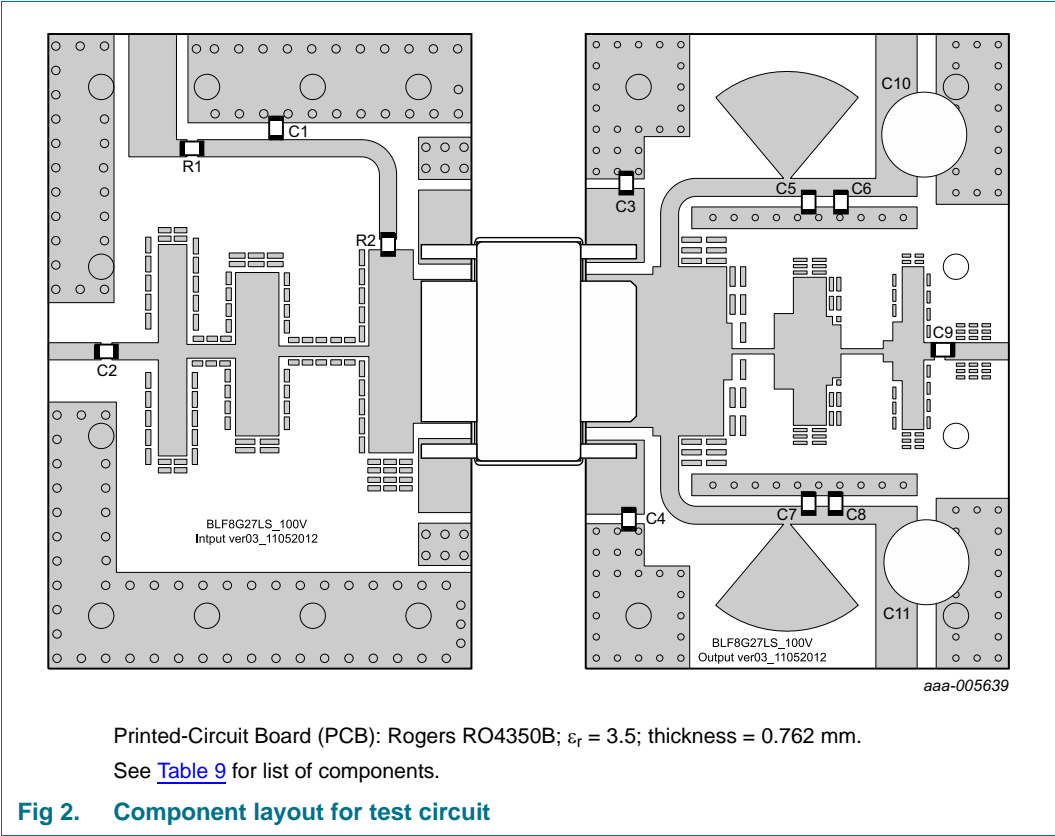 C10
C1
R1
C5
C6
C3
R2
C9
C2
C7
C8
C4
BLF8G27LS_100V
Intput ver03_11052012
C11
BLF8G27LS_100V
Output ver03_11052012
aaa-005639
Printed-Circuit Board (PCB): Rogers RO4350B; εr = 3.5; thickness = 0.762 mm.
See Table 9 for list of components.
Fig 2. Component layout for test circuit